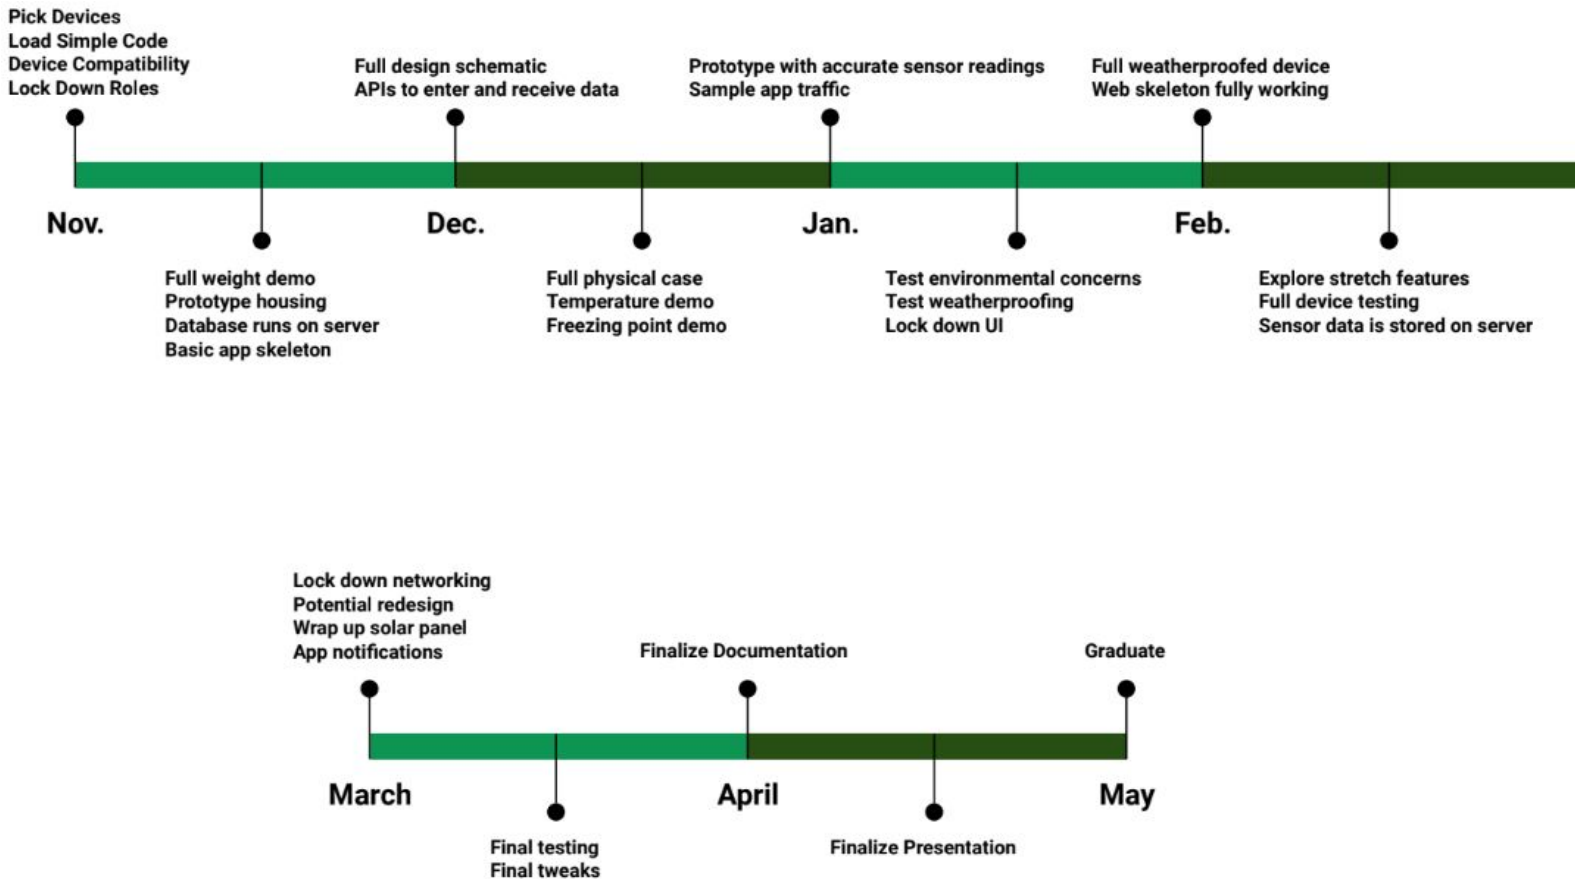 Pick Devices
Load Simple Code
Device Compatibility
Lock Down Roles
Full design schematic
APIs to enter and receive data
Prototype with accurate sensor readings
Sample app traffic
Full weatherproofed device
Web skeleton fully working
Nov.
Dec.
Jan.
Feb.
Full weight demo
Prototype housing
Database runs on server
Basic app skeleton
Full physical case
Temperature demo
Freezing point demo
Test environmental concerns
Test weatherproofing
Lock down UI
Explore stretch features
Full device testing
Sensor data is stored on server
Lock down networking
Potential redesign
Wrap up solar panel
App notifications
Finalize Documentation
Graduate
March
April
May
Final testing
Final tweaks
Finalize Presentation